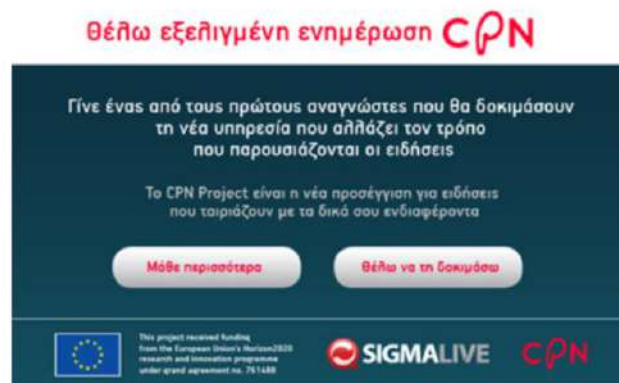 Θέλω εξελιγμένη ενημέρωση CPN
Γίνε ένας από τους πρώτους αναγνώστες που θα δοκιμάσουν
τη νέα υπηρεσία που αλλάζει τον τρόπο
που παρουσιάζονται οι ειδήσεις
Το CPN Project είναι η νέα προσέγγιση για ειδήσεις
που ταιριάζουν με τα δικά σου ενδιαφέροντα
Μάθε περισσότερα
Θέλω να τη δοκιμάσω
This project received funding
from the European Union's Horizon2020
research and innovation programme
under grand agreement no. 761488
SIGMALIVE
CPN